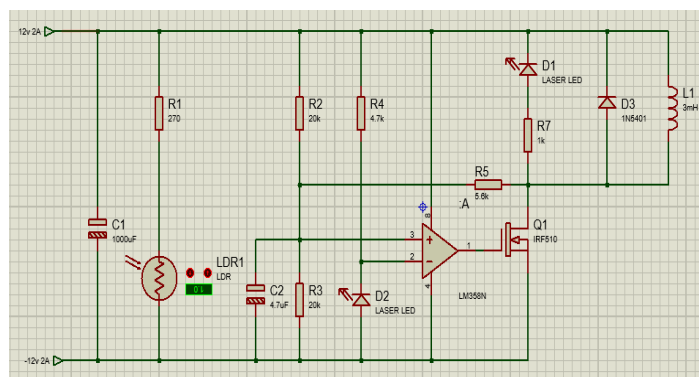 12v 2A
D1
LASER LED
R1
270
R2
20k
R4
4.7k
D3
1N5401
L1
3mH
R7
1k
R5
5.6k
:A
C1
1000uF
8
Q1
IRF510
3
2
1
4
LM358N
LDR1
LDR
1.0
C2
4.7uF
R3
20k
D2
LASER LED
-12v 2A